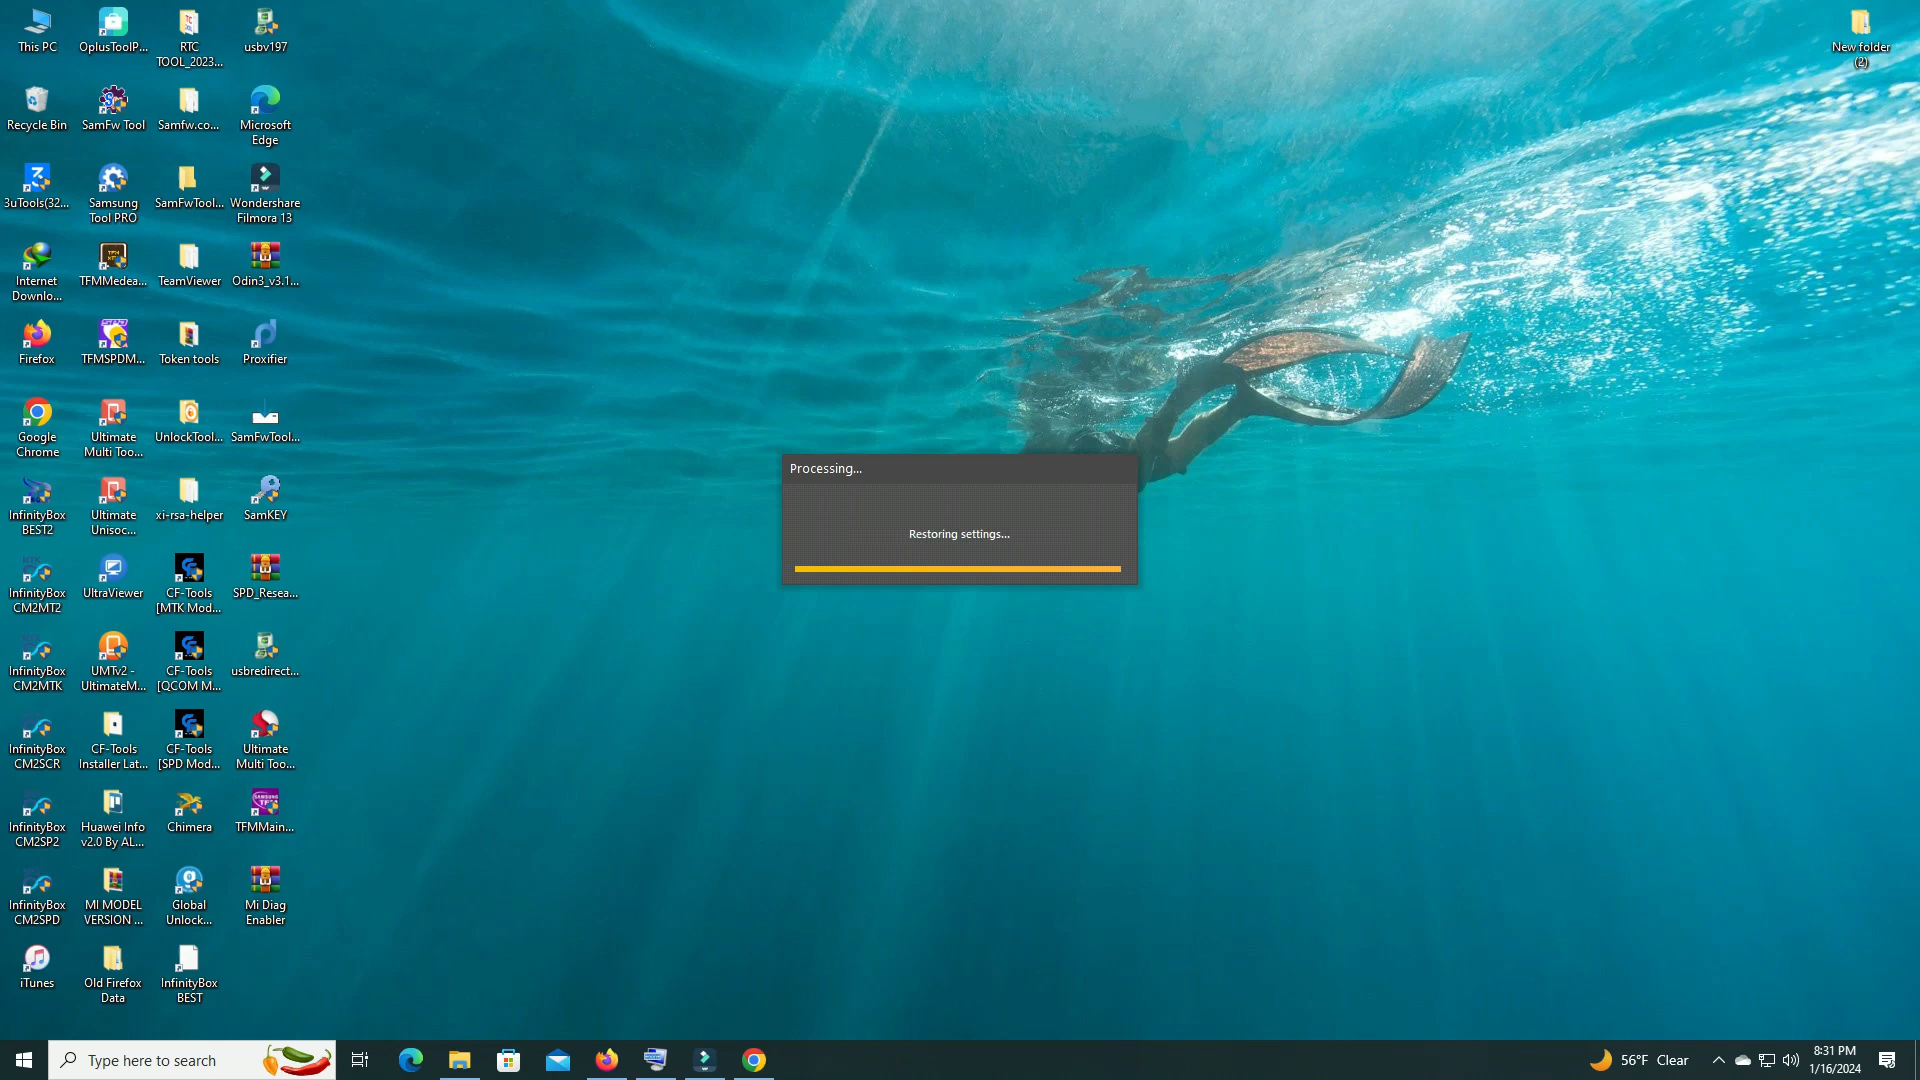 This PC
OplusToolP...
RTC
TOOL_2023...
usbv197
New folder
(2)
Recycle Bin
SamFw Tool
Samfw.co...
Microsoft
Edge
3uTools(32...
Samsung
Tool PRO
SamFwTool...
Wondershare
Filmora 13
Internet
Downlo...
TFMMedea...
TeamViewer
Odin3_v3.1...
Firefox
TFMSPDM...
Token tools
Proxifier
Google
Chrome
Ultimate
Multi Too...
UnlockTool...
SamFwTool...
InfinityBox
BEST2
Ultimate
Unisoc...
xi-rsa-helper
SamKEY
Processing...
Restoring settings...
InfinityBox
CM2MT2
UltraViewer
CF-Tools
[MTK Mod...
SPD_Resea...
InfinityBox
CM2MTK
UMTv2 -
UltimateM...
CF-Tools
[QCOM M...
usbredirect...
InfinityBox
CM2SCR
CF-Tools
Installer Lat...
CF-Tools
[SPD Mod...
Ultimate
Multi Too...
InfinityBox
CM2SP2
Huawei Info
v2.0 By AL...
Chimera
TFMMain...
InfinityBox
CM2SPD
MI MODEL
VERSION ...
Global
Unlock...
Mi Diag
Enabler
iTunes
Old Firefox
Data
InfinityBox
BEST
Type here to search
56°F Clear
8:31 PM
1/16/2024